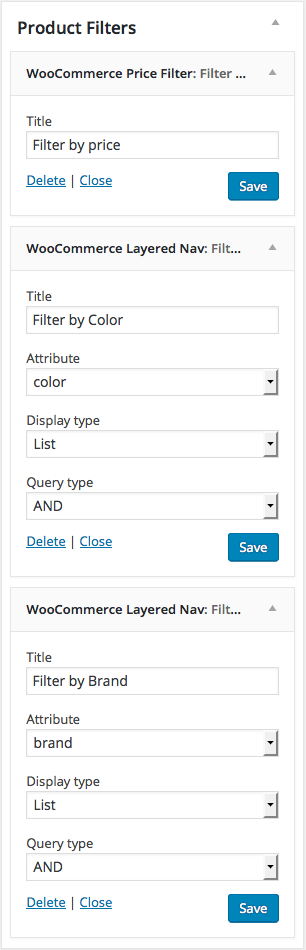 Product Filters
WooCommerce Price Filter: Filter ...
Title
Filter by price
Delete | Close
Save
WooCommerce Layered Nav: Filt...
Title
Filter by Color
Attribute
color
Display type
List
Query type
AND
Delete | Close
Save
WooCommerce Layered Nav: Filt...
Title
Filter by Brand
Attribute
brand
Display type
List
Query type
AND
Delete | Close
Save